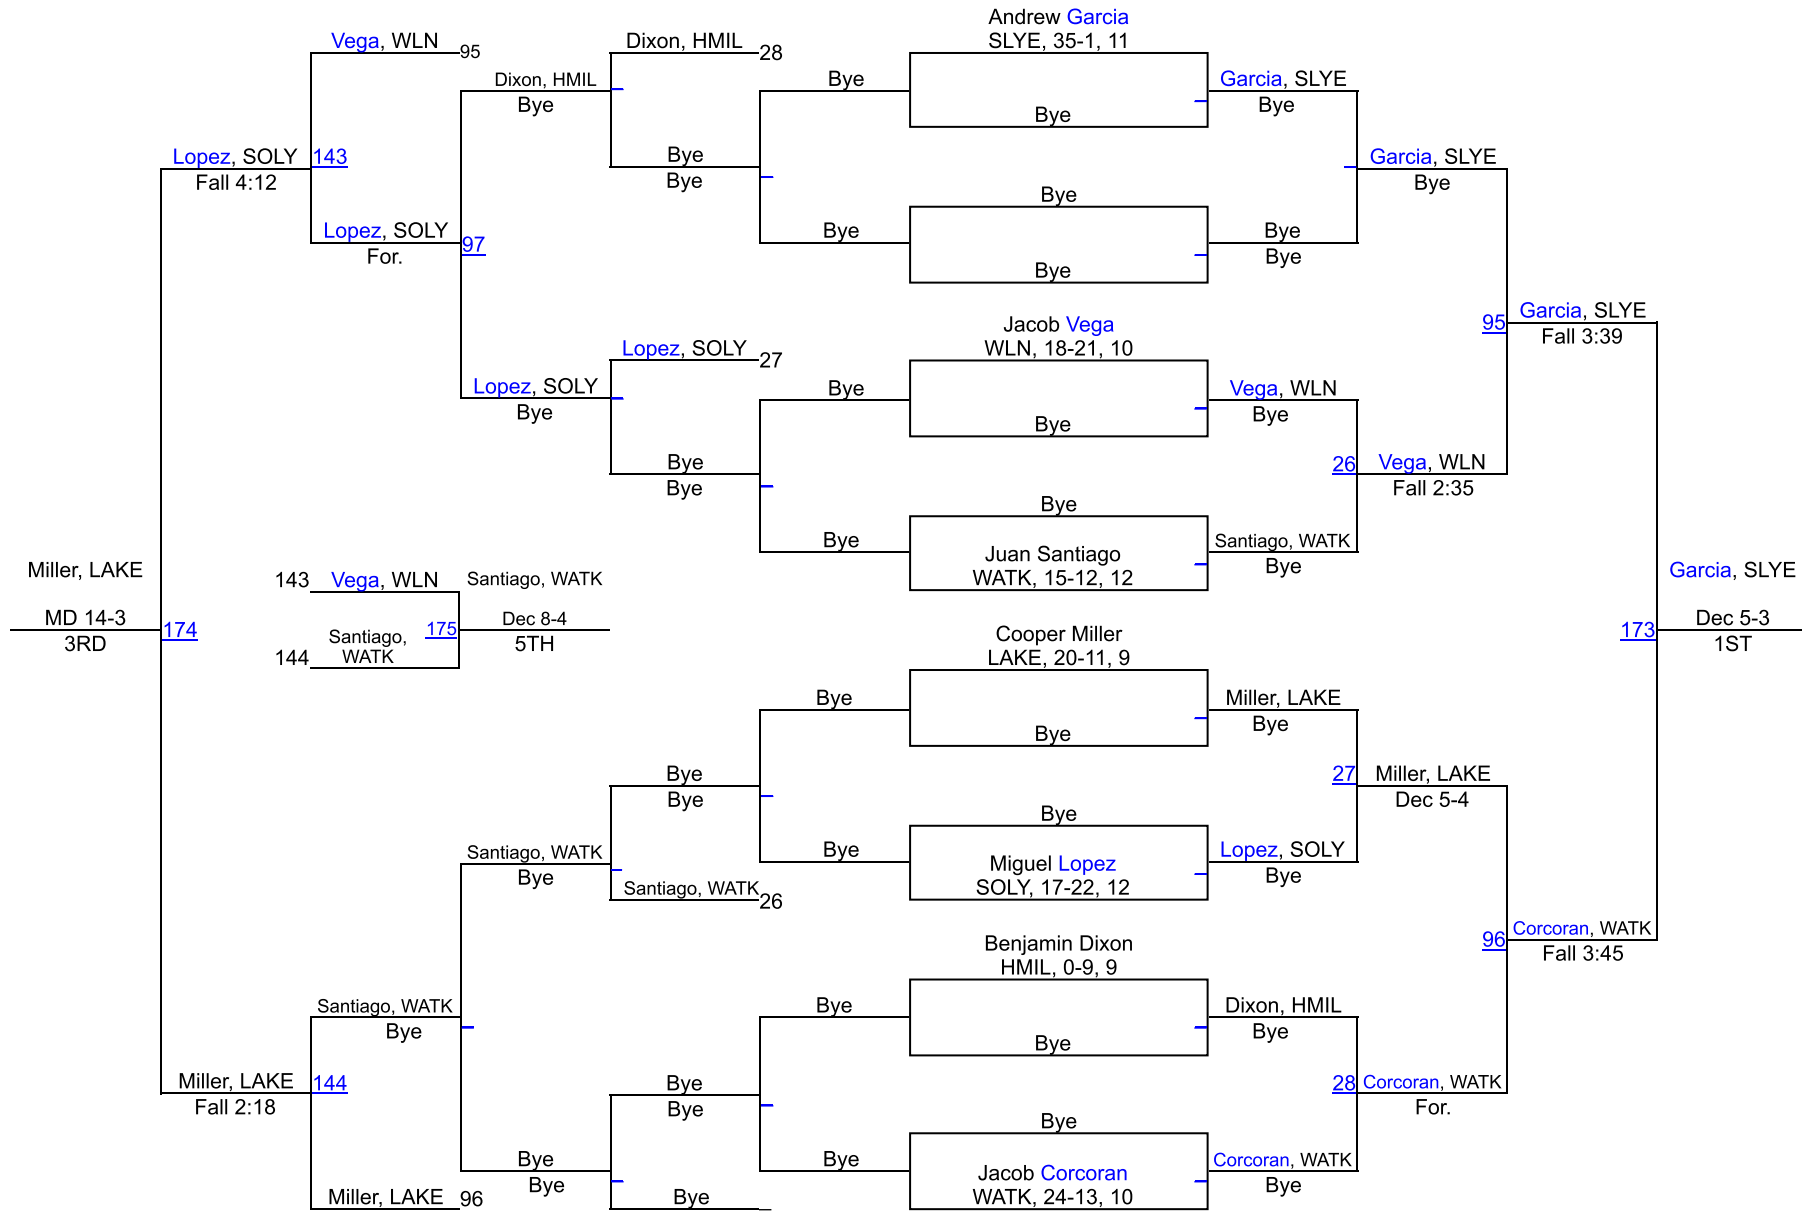 Andrew Garcia
SLYE, 35-1, 11
Vega, WLN
95
Dixon, HMIL
28
Dixon, HMIL
Bye
Bye
Bye
Garcia, SLYE
Bye
Lopez, SOLY
143
Fall 4:12
Bye
Bye
Bye
Garcia, SLYE
Bye
Lopez, SOLY
97
For.
Bye
Bye
Bye
Bye
Jacob Vega
WLN, 18-21, 10
95
Garcia, SLYE
Fall 3:39
Lopez, SOLY
27
Lopez, SOLY
Bye
Bye
Bye
Vega, WLN
Bye
Bye
Bye
26
Vega, WLN
Fall 2:35
Bye
Bye
Juan Santiago
WATK, 15-12, 12
Santiago, WATK
Bye
Miller, LAKE
MD 14-3
3RD
174
143
Vega, WLN
Santiago, WATK
Santiago,
WATK
144
175
Dec 8-4
5TH
Garcia, SLYE
173
Dec 5-3
1ST
Cooper Miller
LAKE, 20-11, 9
Bye
Bye
Miller, LAKE
Bye
Bye
Bye
27
Miller, LAKE
Dec 5-4
Bye
Santiago, WATK
Bye
Bye
Miguel Lopez
SOLY, 17-22, 12
Lopez, SOLY
Bye
Santiago, WATK
26
Benjamin Dixon
HMIL, 0-9, 9
96
Corcoran, WATK
Fall 3:45
Santiago, WATK
Bye
Bye
Bye
Dixon, HMIL
Bye
Miller, LAKE
144
Fall 2:18
Bye
Bye
28
Corcoran, WATK
For.
Bye
Bye
Bye
Bye
Jacob Corcoran
WATK, 24-13, 10
Corcoran, WATK
Bye
Miller, LAKE
96
Bye